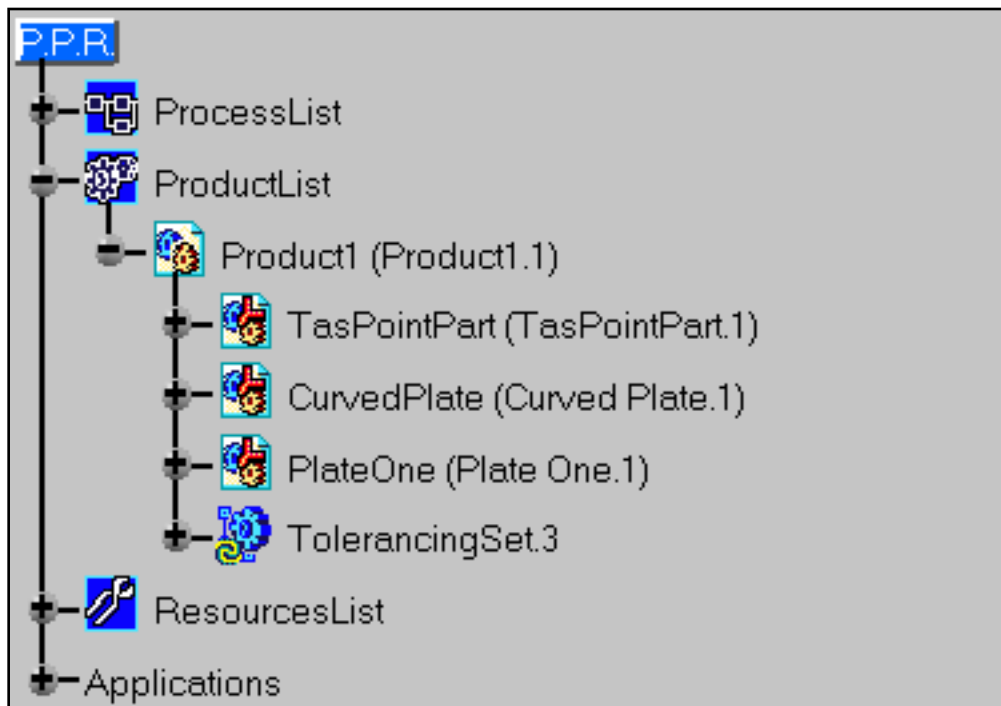 P.P.R.
ProcessList
ProductList
Product1 (Product1.1)
TasPointPart (TasPointPart.1)
CurvedPlate (Curved Plate.1)
PlateOne (Plate One.1)
TolerancingSet.3
ResourcesList
Applications